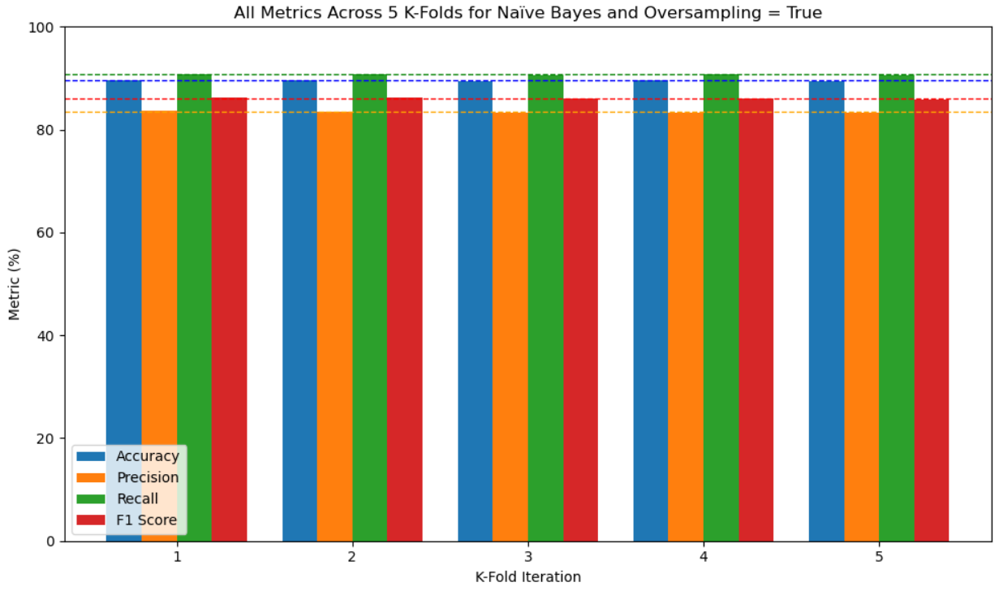 All Metrics Across 5 K-Folds for Naïve Bayes and Oversampling = True
100
80
60
40
20
0
Metric (%)
Accuracy
Precision
Recall
F1 Score
1 2 3 4 5
K-Fold Iteration